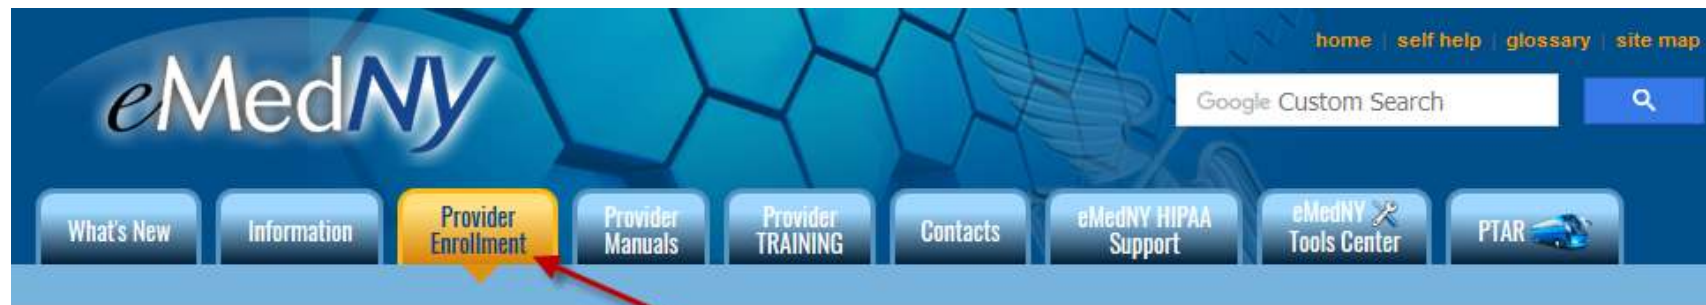 eMedNY
home | self help | glossary | site map
Google Custom Search
What's New
Information
Provider
Enrollment
Provider
Manuals
Provider
TRAINING
Contacts
eMedNY HIPAA
Support
eMedNY
Tools Center
PTAR